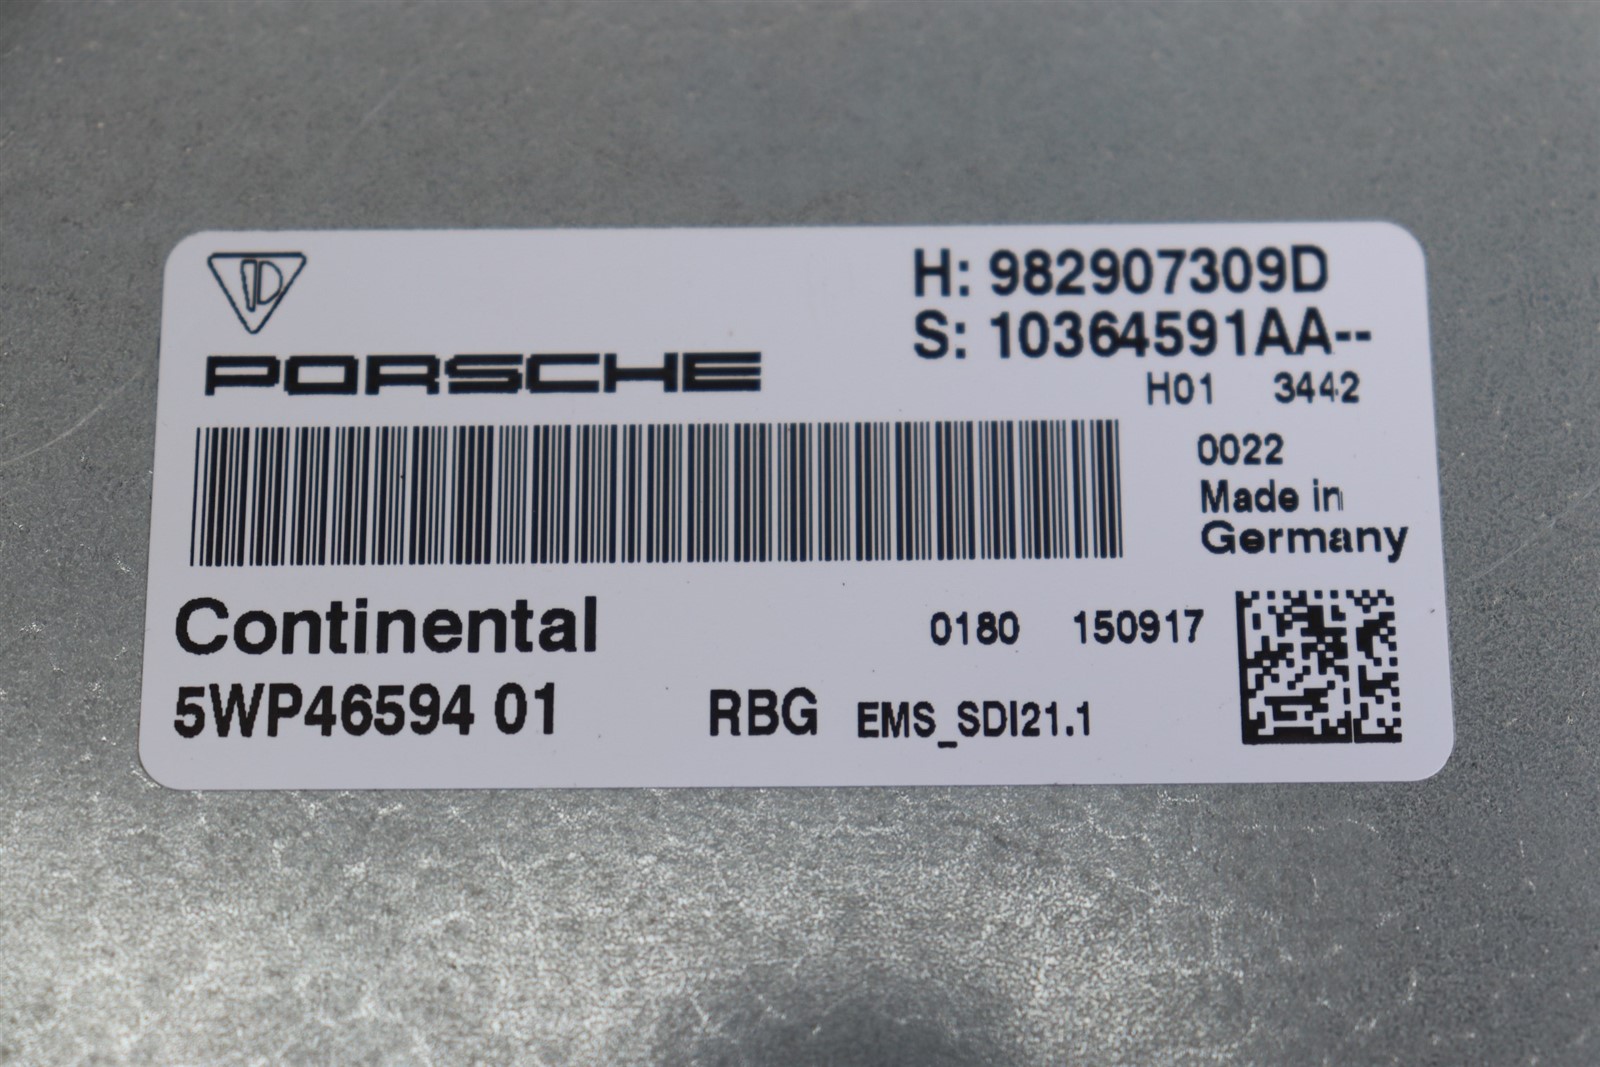 PORSCHE
H: 982907309D
S: 10364591AA--
H01 3442
0022
Made in
Germany
Continental
0180 150917
5WP46594 01 RBG EMS_SDI21.1